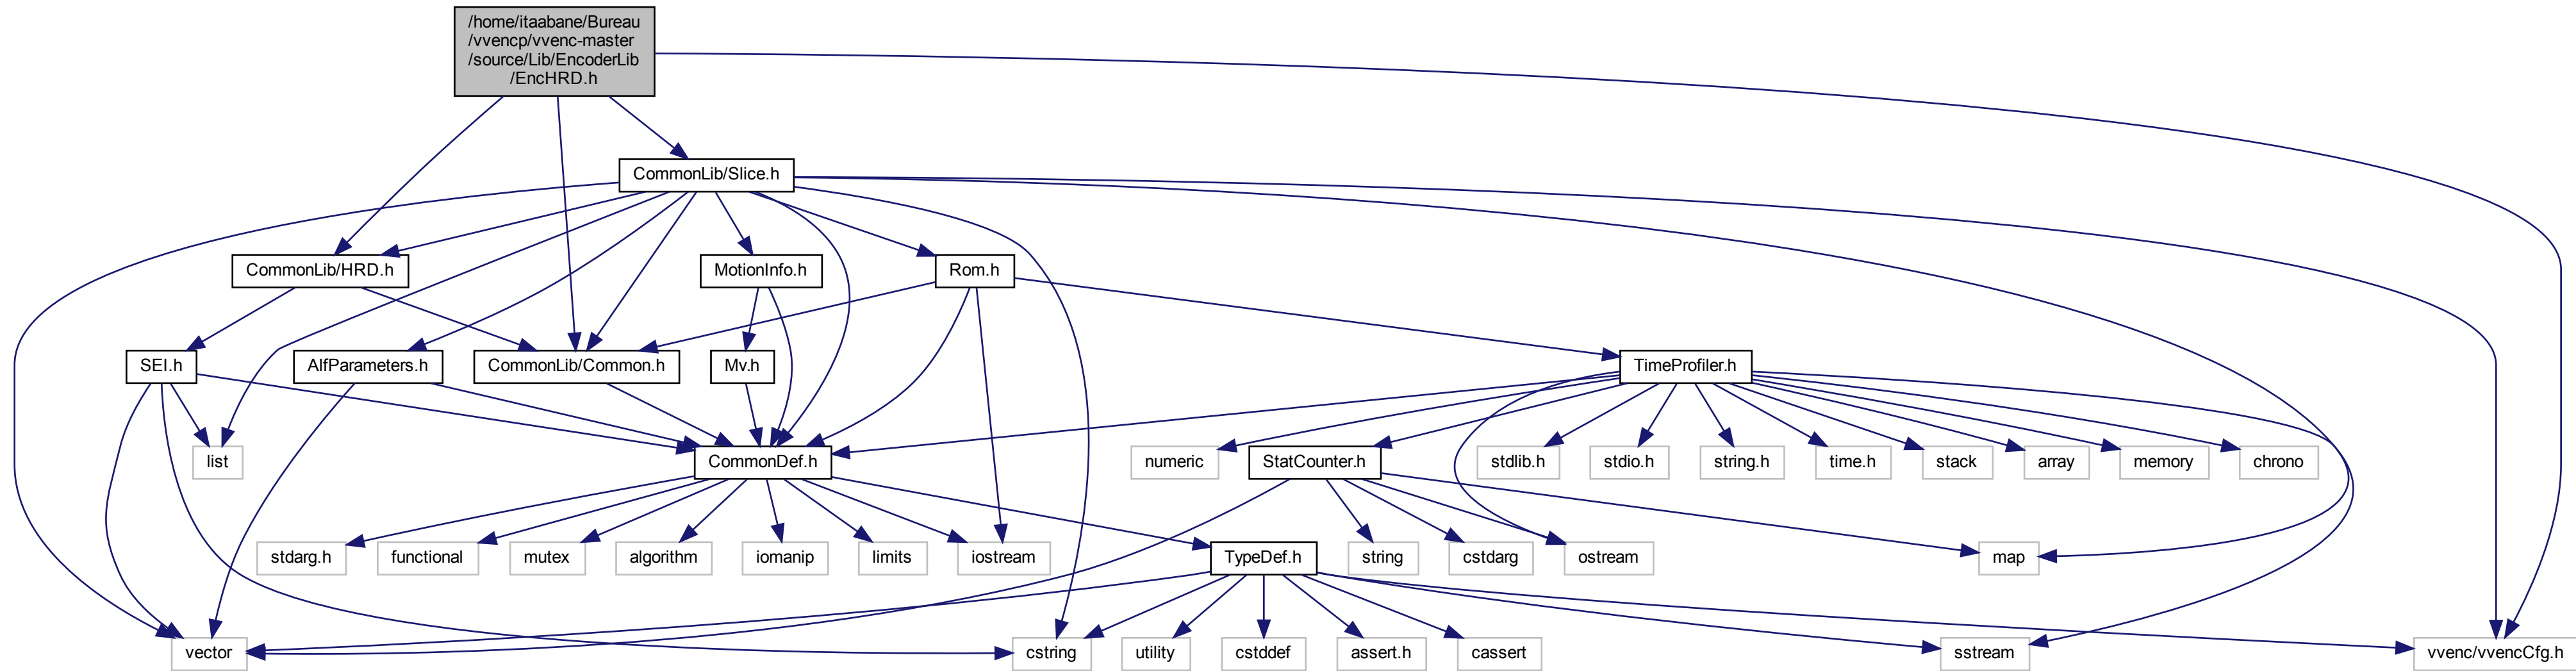 /home/itaabane/Bureau
/vvencp/vvenc-master
/source/Lib/EncoderLib
/EncHRD.h
CommonLib/Slice.h
CommonLib/HRD.h
MotionInfo.h
Rom.h
SEI.h
AlfParameters.h
CommonLib/Common.h
Mv.h
TimeProfiler.h
list
CommonDef.h
numeric
StatCounter.h
stdlib.h
stdio.h
string.h
time.h
stack
array
memory
chrono
stdarg.h
functional
mutex
algorithm
iomanip
limits
iostream
TypeDef.h
string
cstdarg
ostream
map
vector
cstring
utility
cstddef
assert.h
cassert
sstream
vvenc/vvencCfg.h